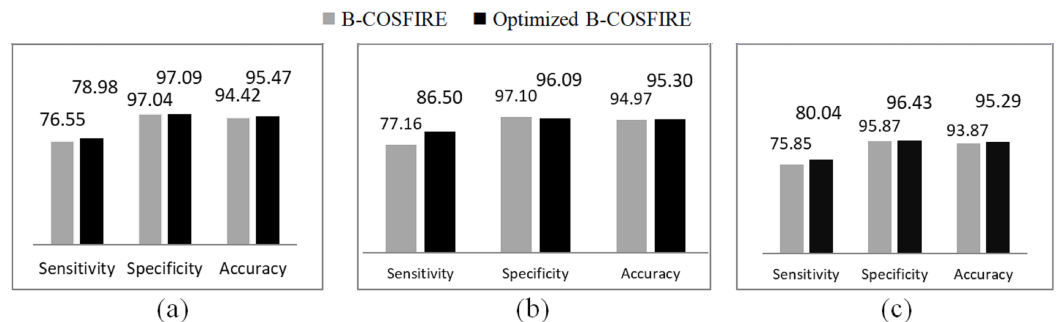 B-COSFIRE Optimized B-COSFIRE
76.55 78.98 97.04 97.09 94.42 95.47
Sensitivity Specificity Accuracy
(a)
77.16 86.50 97.10 96.09 94.97 95.30
Sensitivity Specificity Accuracy
(b)
75.85 80.04 95.87 96.43 93.87 95.29
Sensitivity Specificity Accuracy
(c)